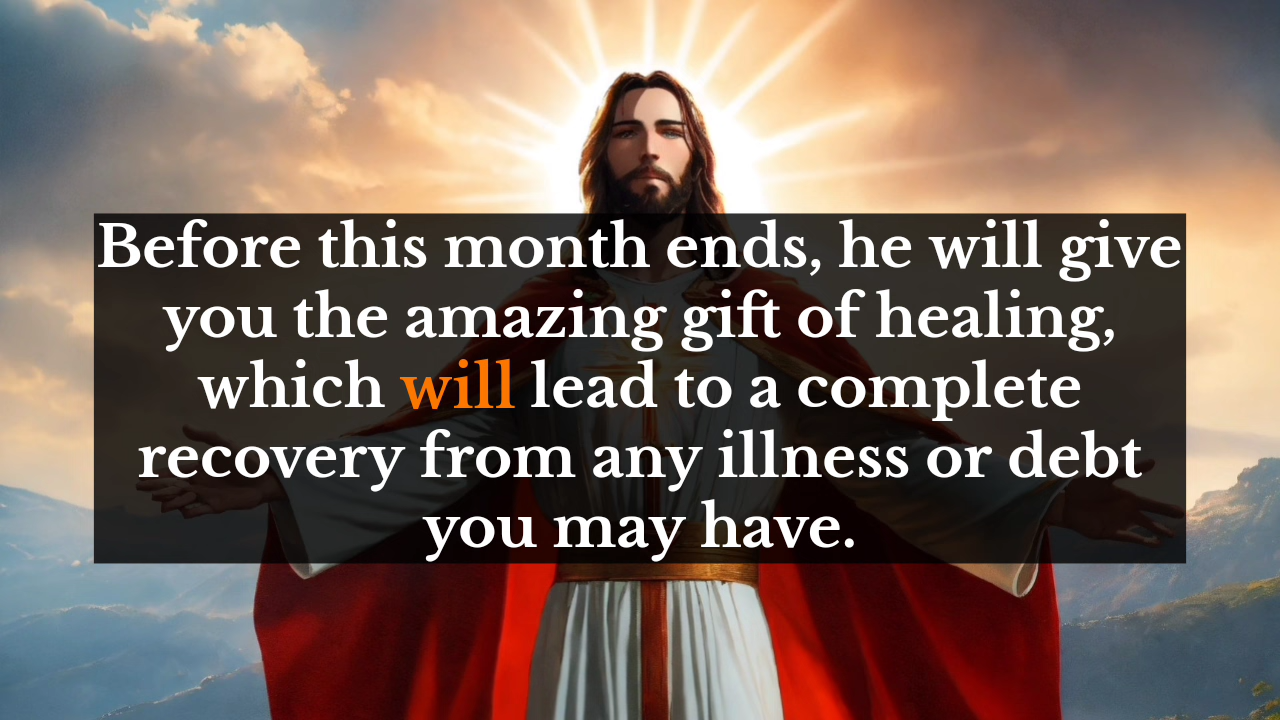 Before this month ends, he will give
you the amazing gift of healing,
which will lead to a complete
recovery from any illness or debt
you may have.